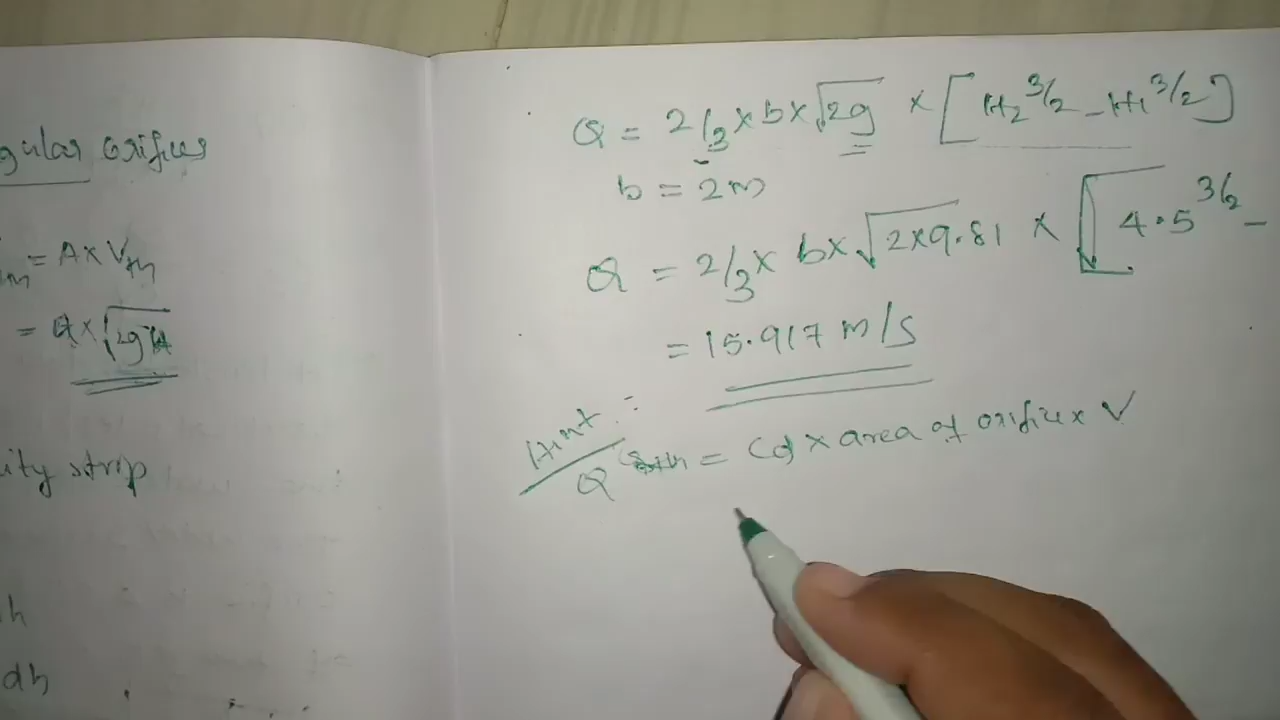 gular orifices
m = A x Vth
= a x √2gH
ity strip
h
dh
Q = 2/3 x b x √2g x [H2^3/2 - H1^3/2]
b = 2m
Q = 2/3 x b x √2x9.81 x [4.5^3/2 -
= 15.917 m/s
Hint :-
Q = Cd x area of orifice x V